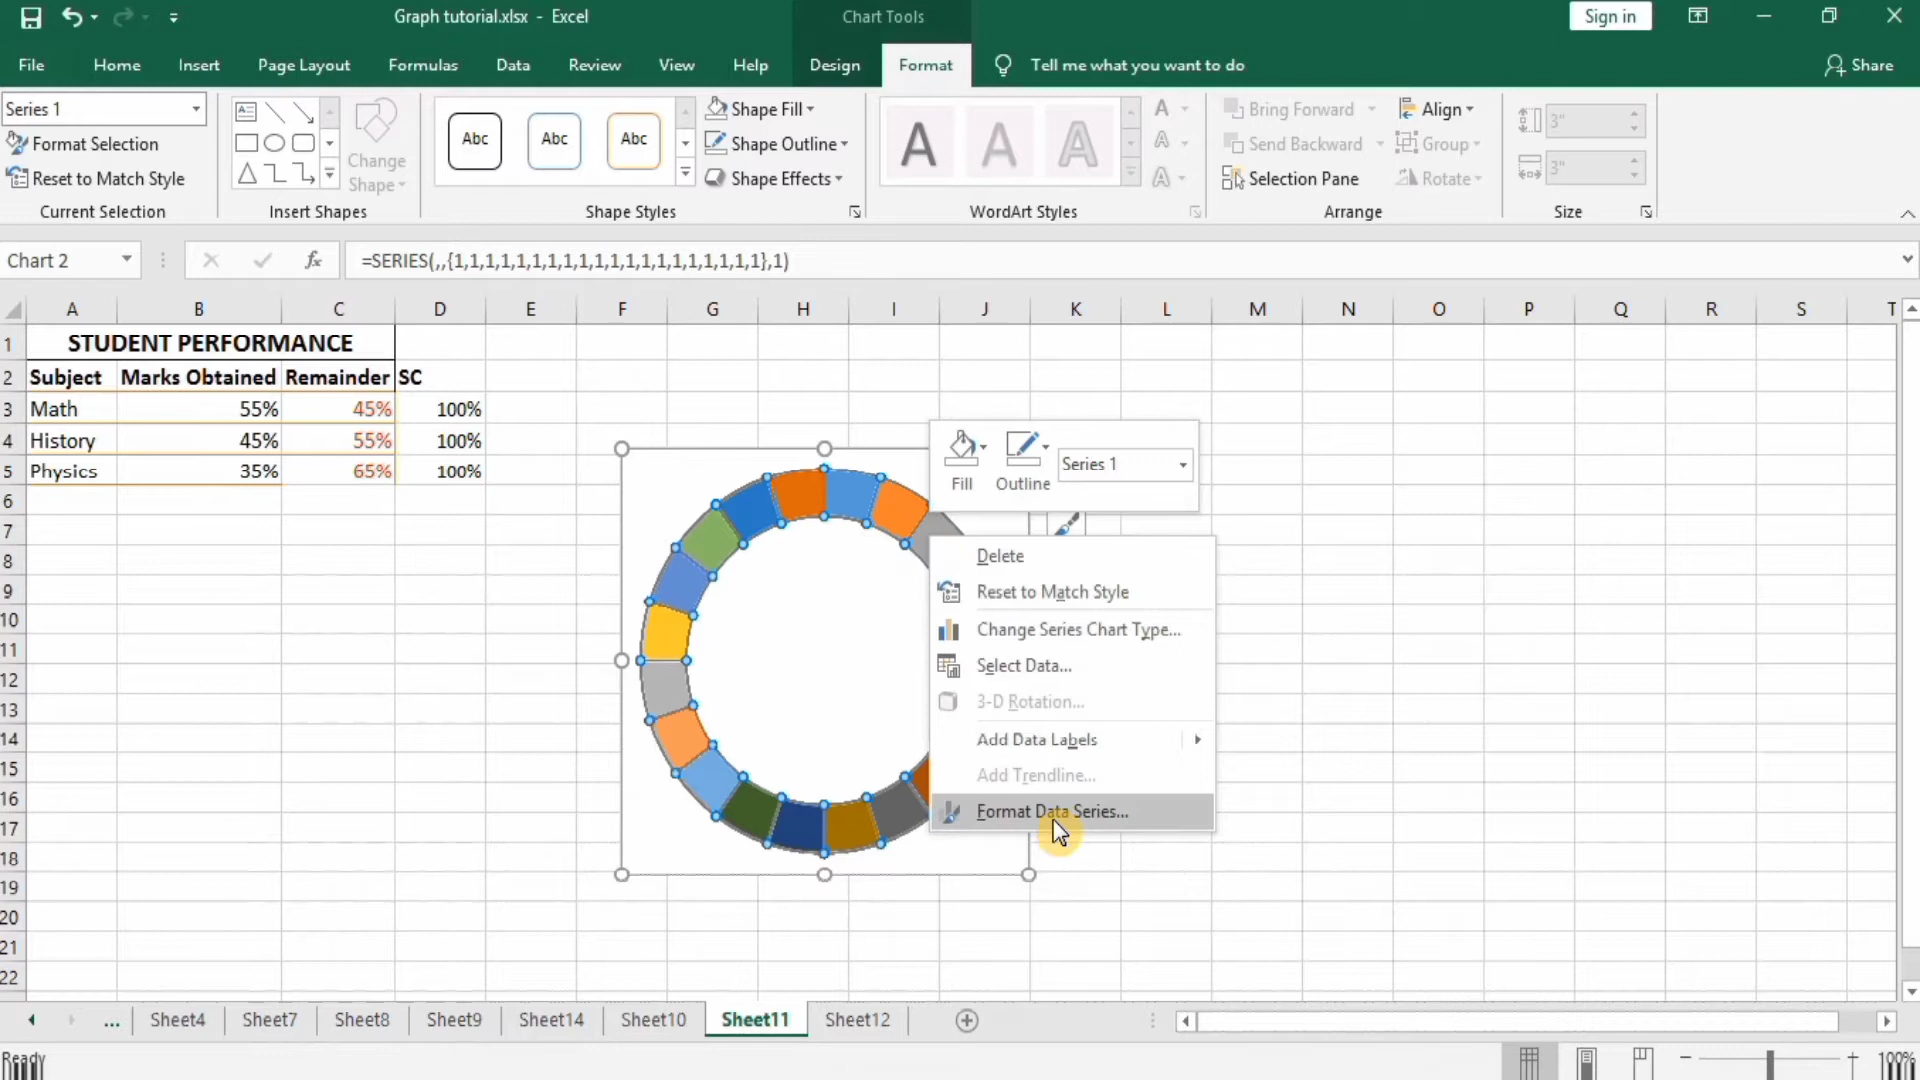 Graph tutorial.xlsx - Excel
Chart Tools
Sign in
File Home Insert Page Layout Formulas Data Review View Help Design Format Tell me what you want to do Share
Series 1
Format Selection
Reset to Match Style
Current Selection
Change Shape
Insert Shapes
Abc Abc Abc
Shape Fill
Shape Outline
Shape Effects
Shape Styles
A A A
WordArt Styles
Bring Forward
Send Backward
Selection Pane
Align
Group
Rotate
Arrange
3"
3"
Size
Chart 2
fx
=SERIES(,,{1,1,1,1,1,1,1,1,1,1,1,1,1,1,1,1,1,1,1,1},1)
A B C D E F G H I J K L M N O P Q R S T
1 STUDENT PERFORMANCE
2 Subject Marks Obtained Remainder SC
3 Math 55% 45% 100%
4 History 45% 55% 100%
5 Physics 35% 65% 100%
6
7
8
9
10
11
12
13
14
15
16
17
18
19
20
21
22
Fill
Outline
Series 1
Delete
Reset to Match Style
Change Series Chart Type...
Select Data...
3-D Rotation...
Add Data Labels
Add Trendline...
Format Data Series...
... Sheet4 Sheet7 Sheet8 Sheet9 Sheet14 Sheet10 Sheet11 Sheet12
Ready
100%